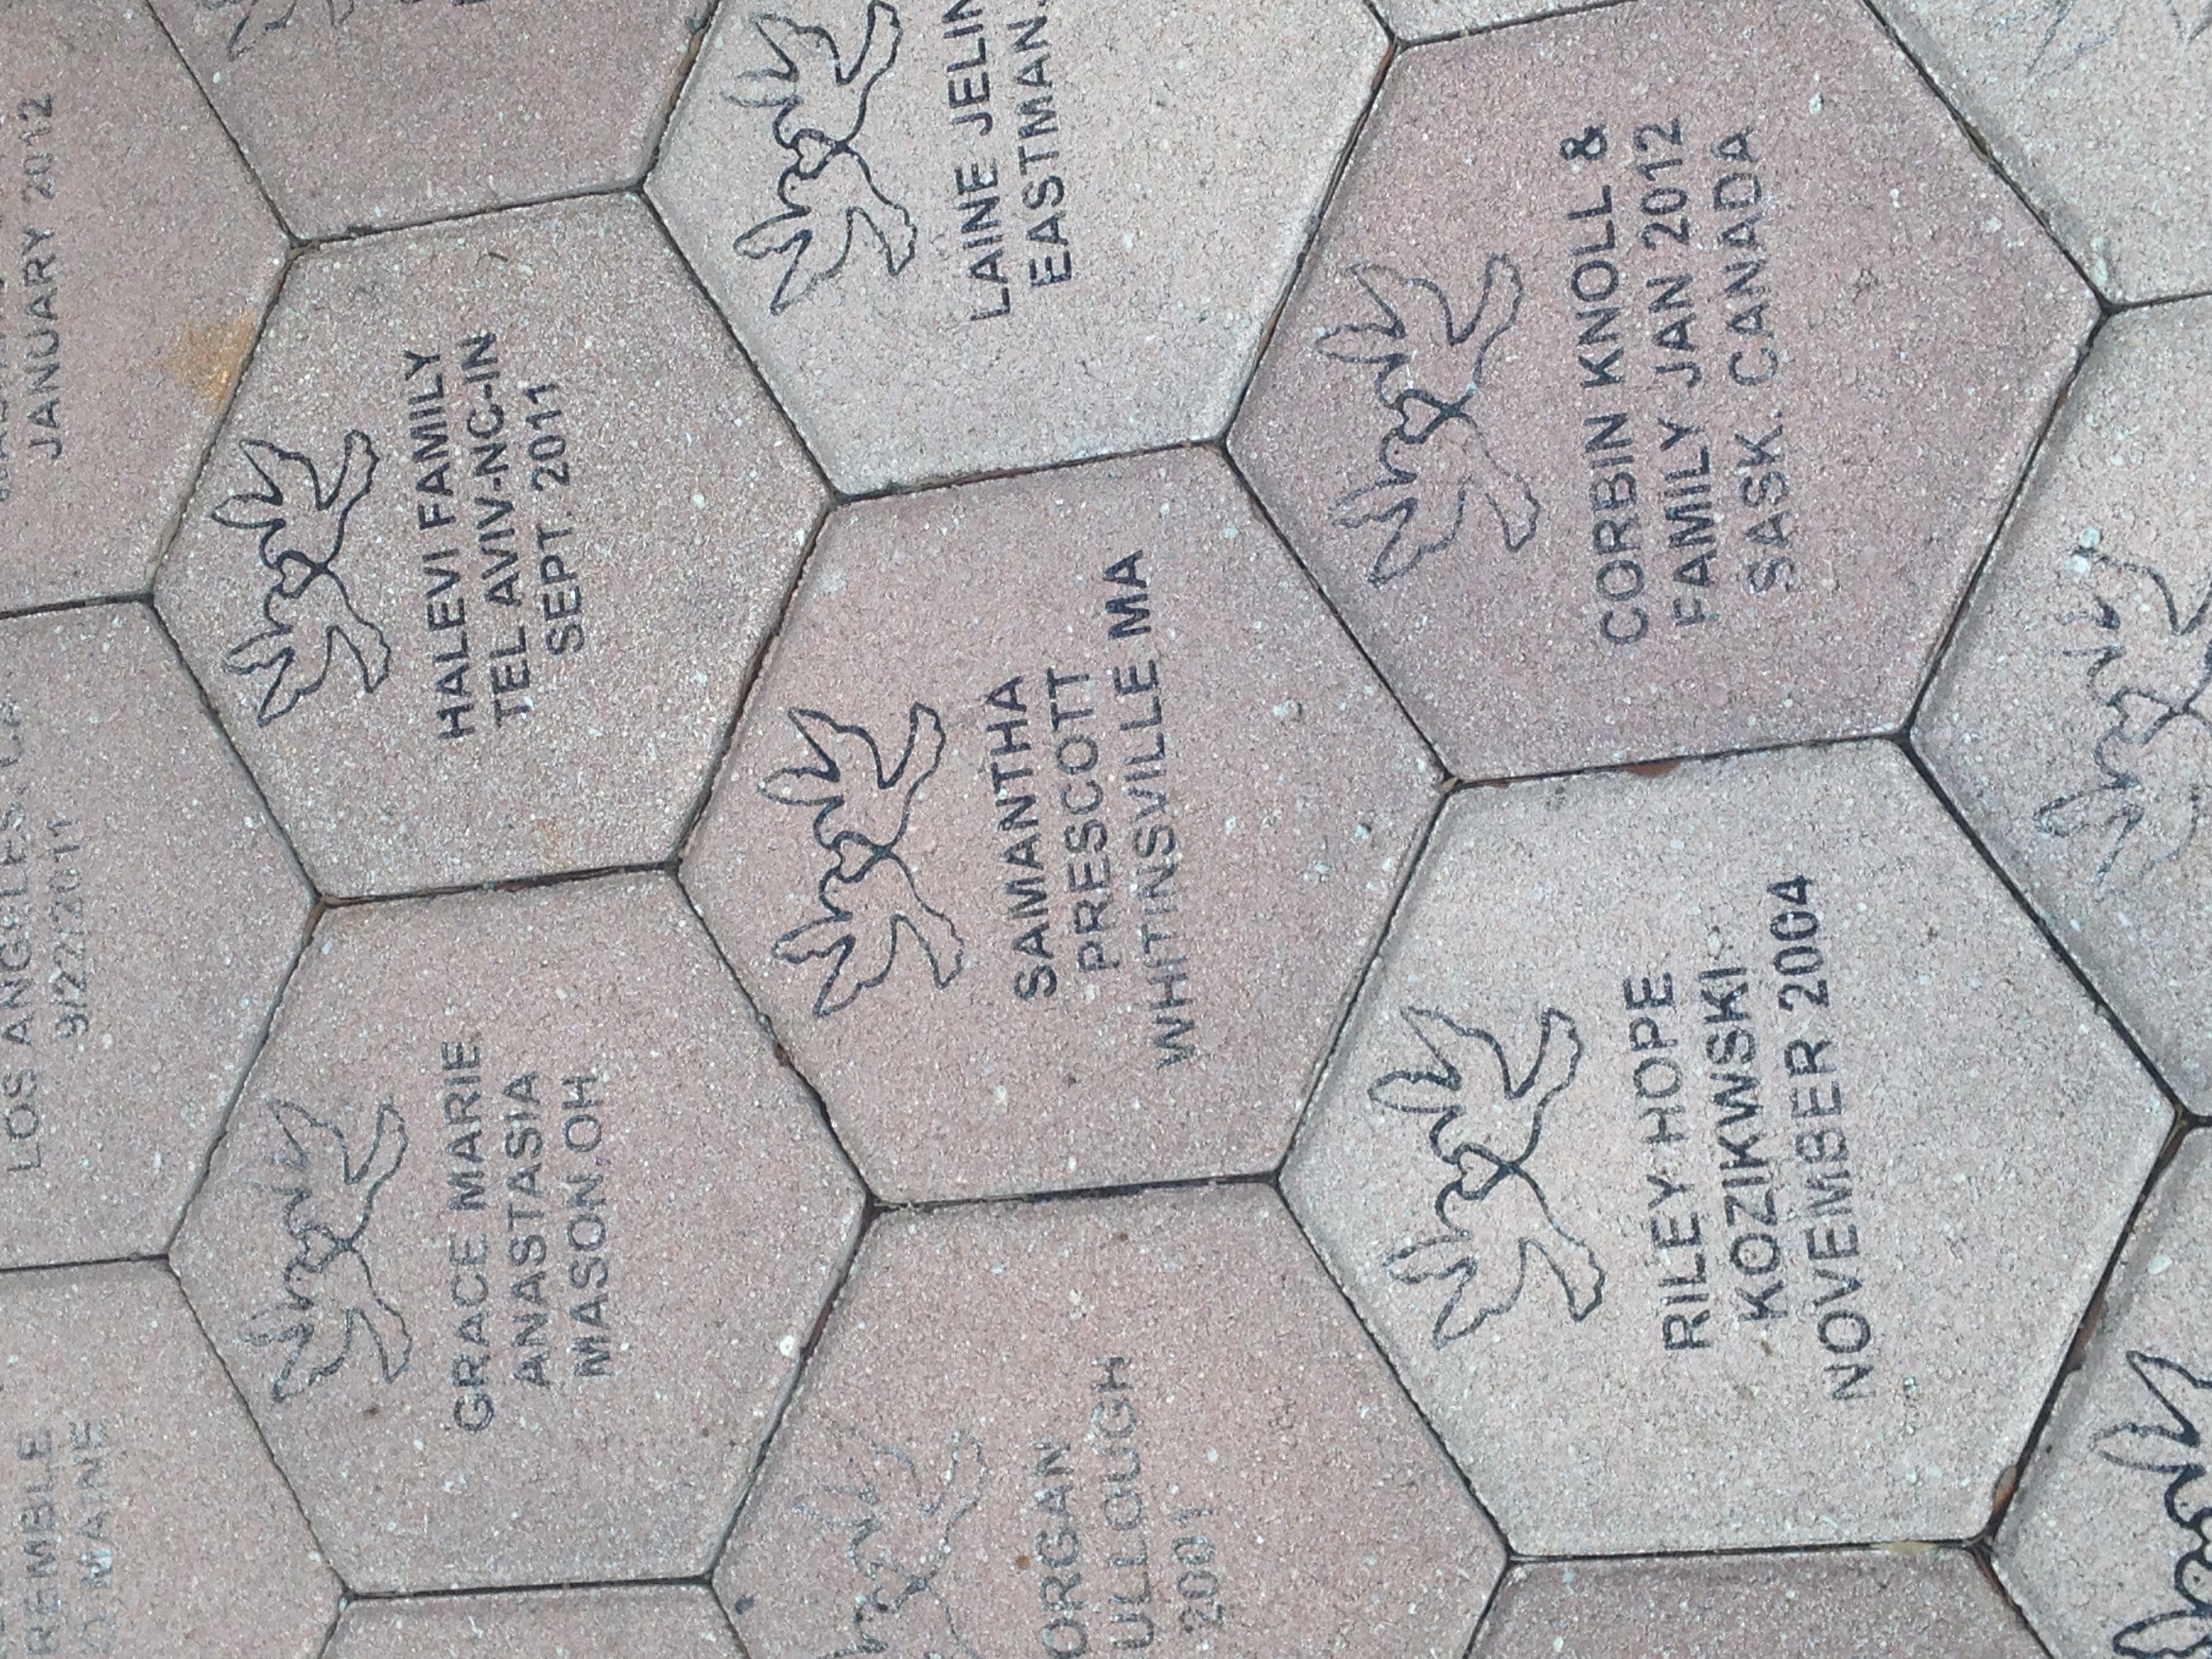 JANUARY 2012
HALEVI FAMILY
TEL AVIV-NC-IN
SEPT. 2011
LAINE
EASTMAN
CORBIN KNOLL &
FAMILY JAN 2012
SASK. CANADA
LOS ANGELES, CA
9/22/2011
SAMANTHA
PRESCOTT
WHITINSVILLE MA
GRACE MARIE
ANASTASIA
MASON, OH
RILEY HOPE
KOZIKWSKI
NOVEMBER 2004
MAINE
2001